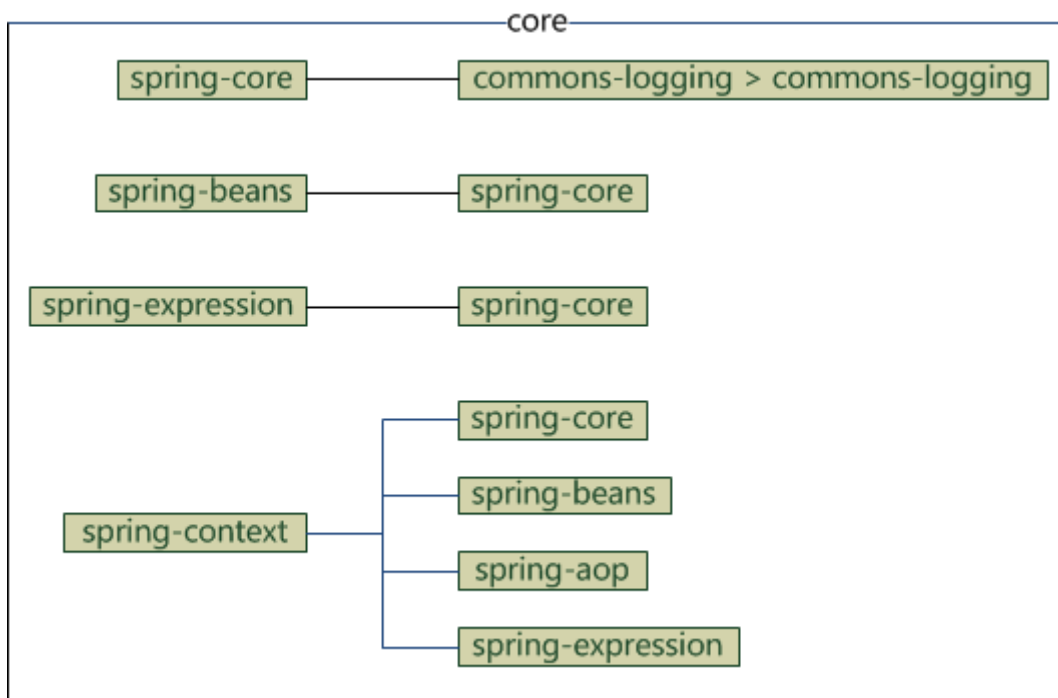 core
spring-core
commons-logging > commons-logging
spring-beans
spring-core
spring-expression
spring-core
spring-context
spring-core
spring-beans
spring-aop
spring-expression